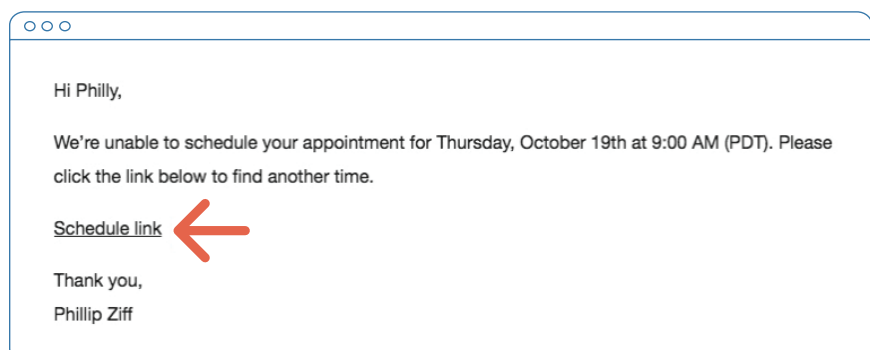 Hi Philly,
We're unable to schedule your appointment for Thursday, October 19th at 9:00 AM (PDT). Please
click the link below to find another time.
Schedule link
Thank you,
Phillip Ziff